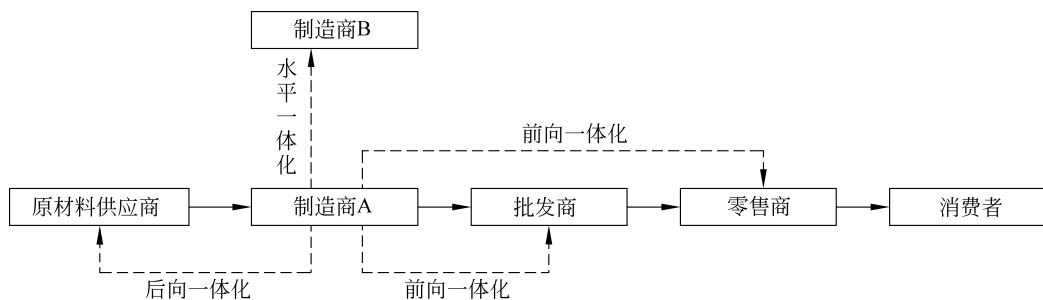 制造商B
水平一体化
前向一体化
原材料供应商
制造商A
批发商
零售商
消费者
后向一体化
前向一体化